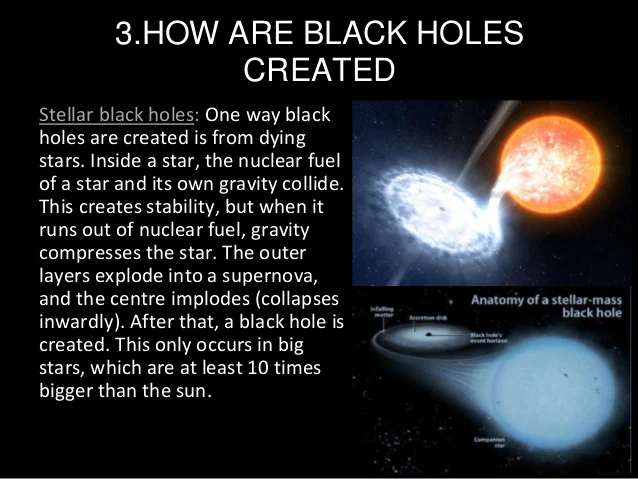 3.HOW ARE BLACK HOLES
CREATED
Stellar black holes: One way black
holes are created is from dying
stars. Inside a star, the nuclear fuel
of a star and its own gravity collide.
This creates stability, but when it
runs out of nuclear fuel, gravity
compresses the star. The outer
layers explode into a supernova,
and the centre implodes (collapses
inwardly). After that, a black hole is
created. This only occurs in big
stars, which are at least 10 times
bigger than the sun.
Anatomy of a stellar-mass
black hole
Infalling
matter
Accretion disk
Black hole's
event horizon
Companion
star